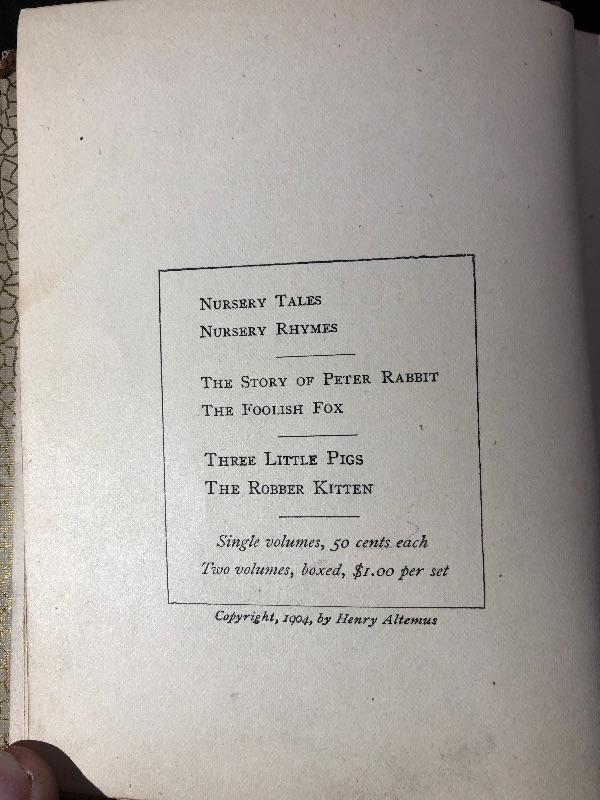 Nursery Tales
Nursery Rhymes
The Story of Peter Rabbit
The Foolish Fox
Three Little Pigs
The Robber Kitten
Single volumes, 50 cents each
Two volumes, boxed, $1.00 per set
Copyright, 1904, by Henry Altemus